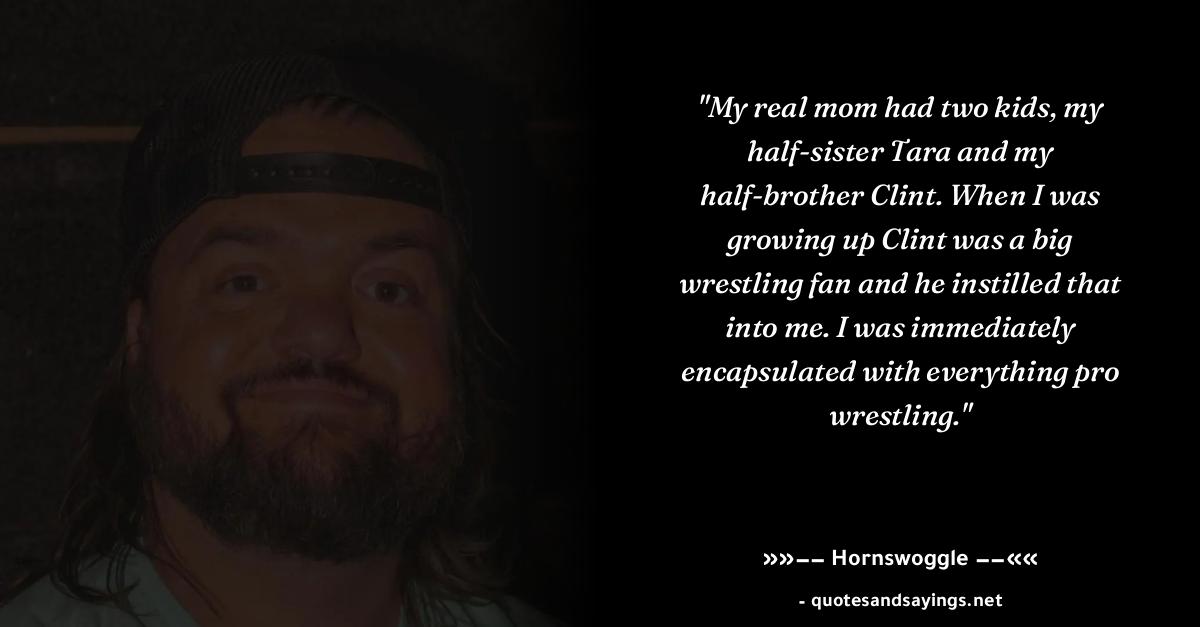 "My real mom had two kids, my
half-sister Tara and my
half-brother Clint. When I was
growing up Clint was a big
wrestling fan and he instilled that
into me. I was immediately
encapsulated with everything pro
wrestling."
»»−− Hornswoggle −−««
- quotesandsayings.net